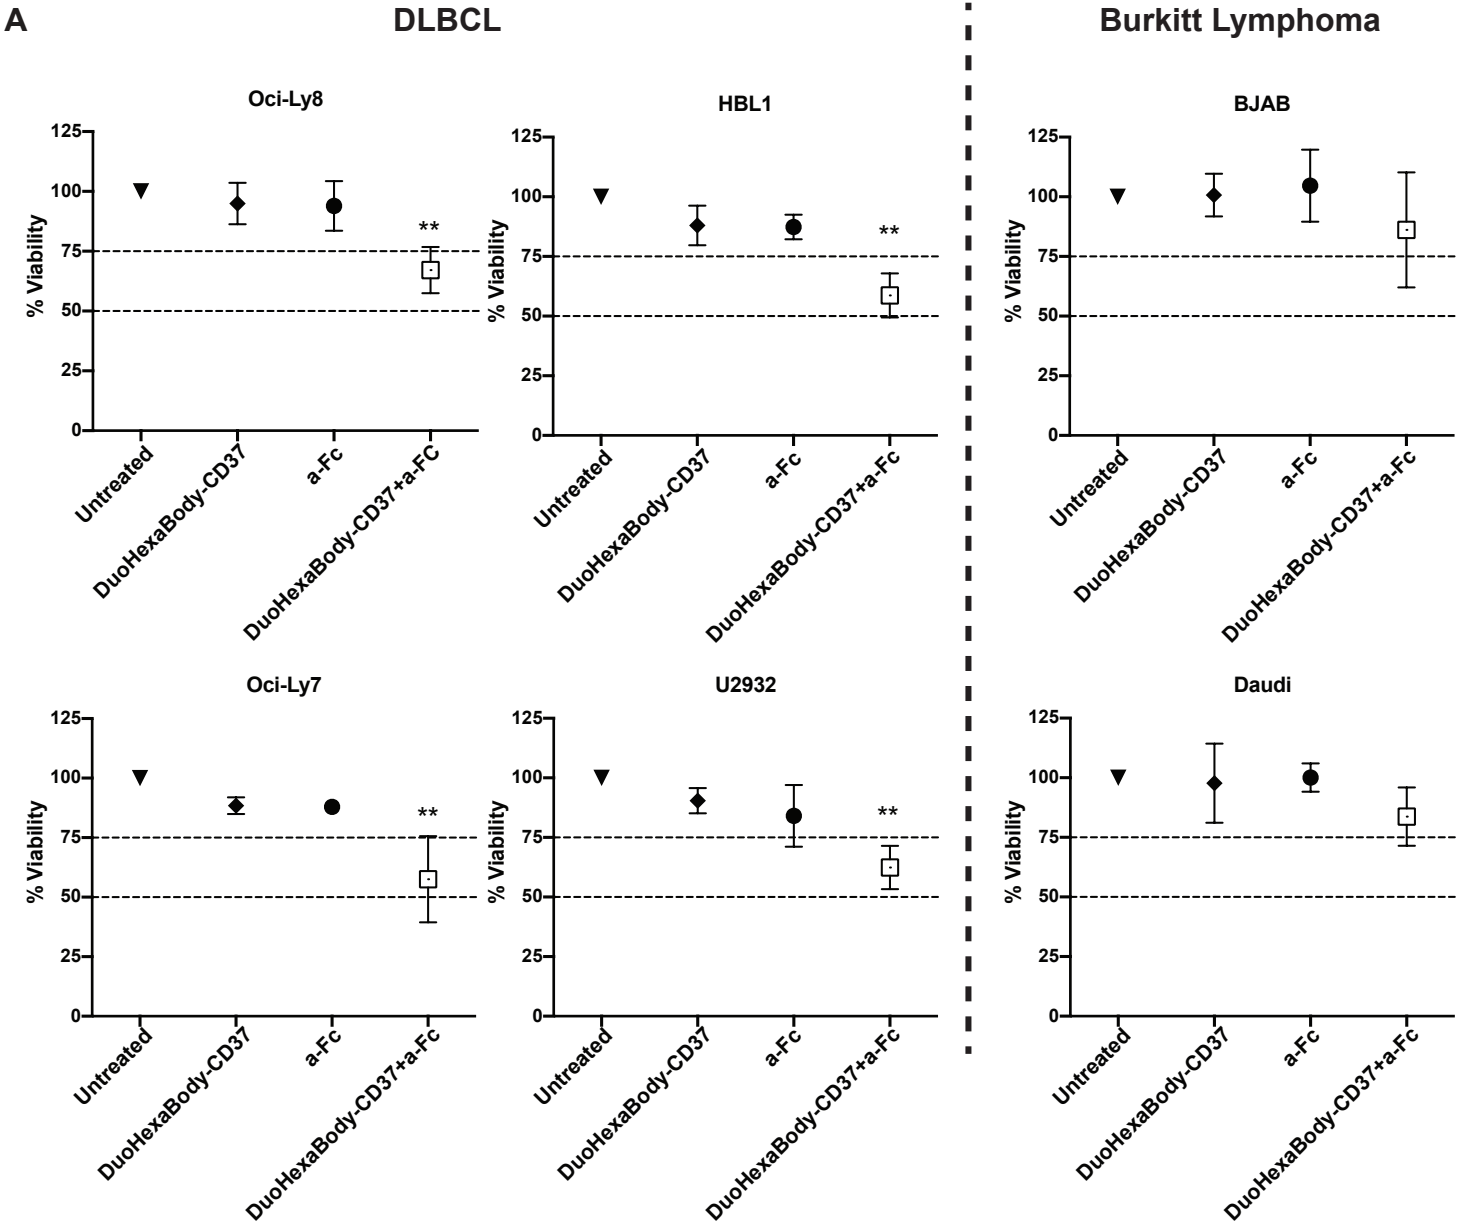 A
DLBCL
Burkitt Lymphoma
Oci-Ly8
% Viability
125
100
75
50
25
0
**
Untreated
DuoHexaBody-CD37
a-Fc
DuoHexaBody-CD37+a-FC
HBL1
% Viability
125
100
75
50
25
0
**
Untreated
DuoHexaBody-CD37
a-Fc
DuoHexaBody-CD37+a-Fc
BJAB
% Viability
125
100
75
50
25
0
Untreated
DuoHexaBody-CD37
a-Fc
DuoHexaBody-CD37+a-Fc
Oci-Ly7
% Viability
125
100
75
50
25
0
**
Untreated
DuoHexaBody-CD37
a-Fc
DuoHexaBody-CD37+a-Fc
U2932
% Viability
125
100
75
50
25
0
**
Untreated
DuoHexaBody-CD37
a-Fc
DuoHexaBody-CD37+a-Fc
Daudi
% Viability
125
100
75
50
25
0
Untreated
DuoHexaBody-CD37
a-Fc
DuoHexaBody-CD37+a-Fc